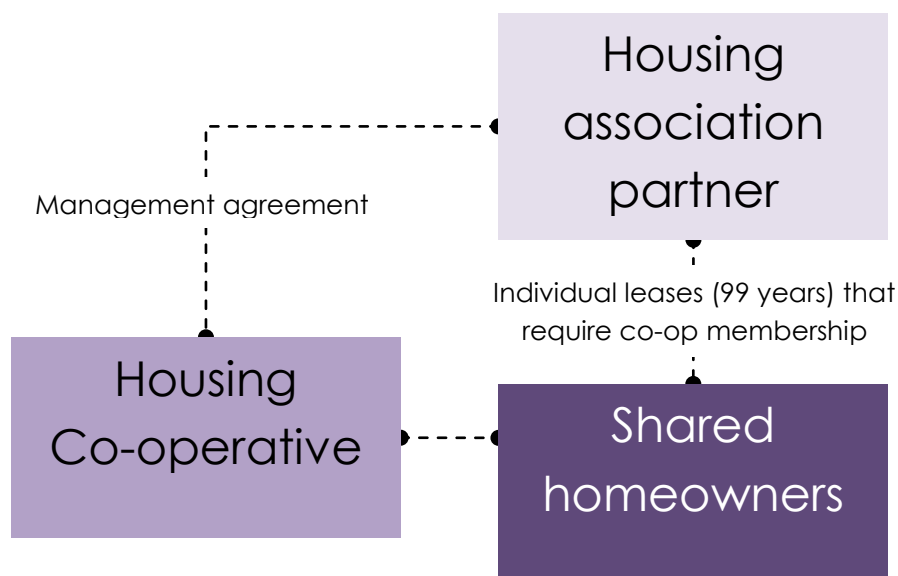 Housing
association
partner
Management agreement
Individual leases (99 years) that
require co-op membership
Housing
Co-operative
Shared
homeowners